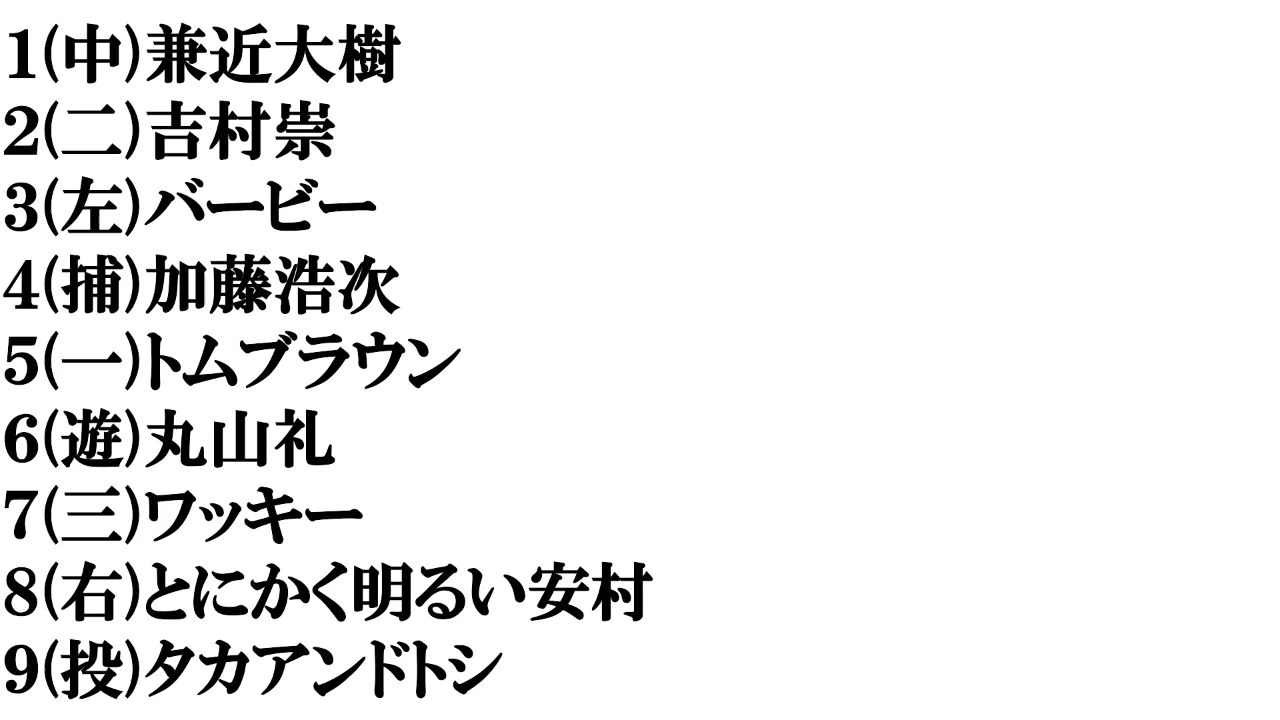 1(中)兼近大樹
2(二)吉村崇
3(左)バービー
4(捕)加藤浩次
5(一)トムブラウン
6(遊)丸山礼
7(三)ワッキー
8(右)とにかく明るい安村
9(投)タカアンドトシ